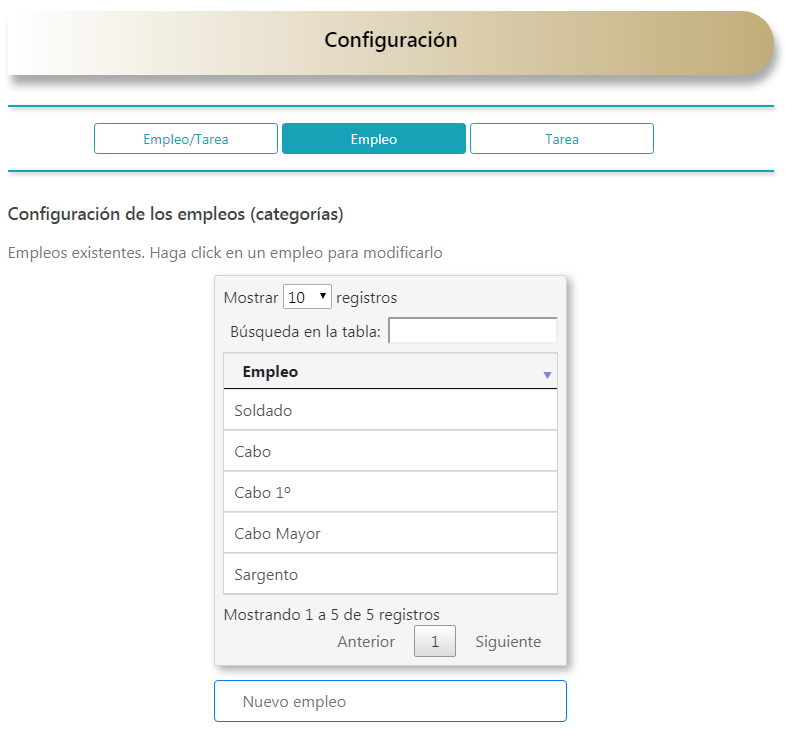 Configuración
Empleo/Tarea Empleo Tarea
Configuración de los empleos (categorías)
Empleos existentes. Haga click en un empleo para modificarlo
Mostrar 10 registros
Búsqueda en la tabla:
Empleo
Soldado
Cabo
Cabo 1º
Cabo Mayor
Sargento
Mostrando 1 a 5 de 5 registros
Anterior 1 Siguiente
Nuevo empleo